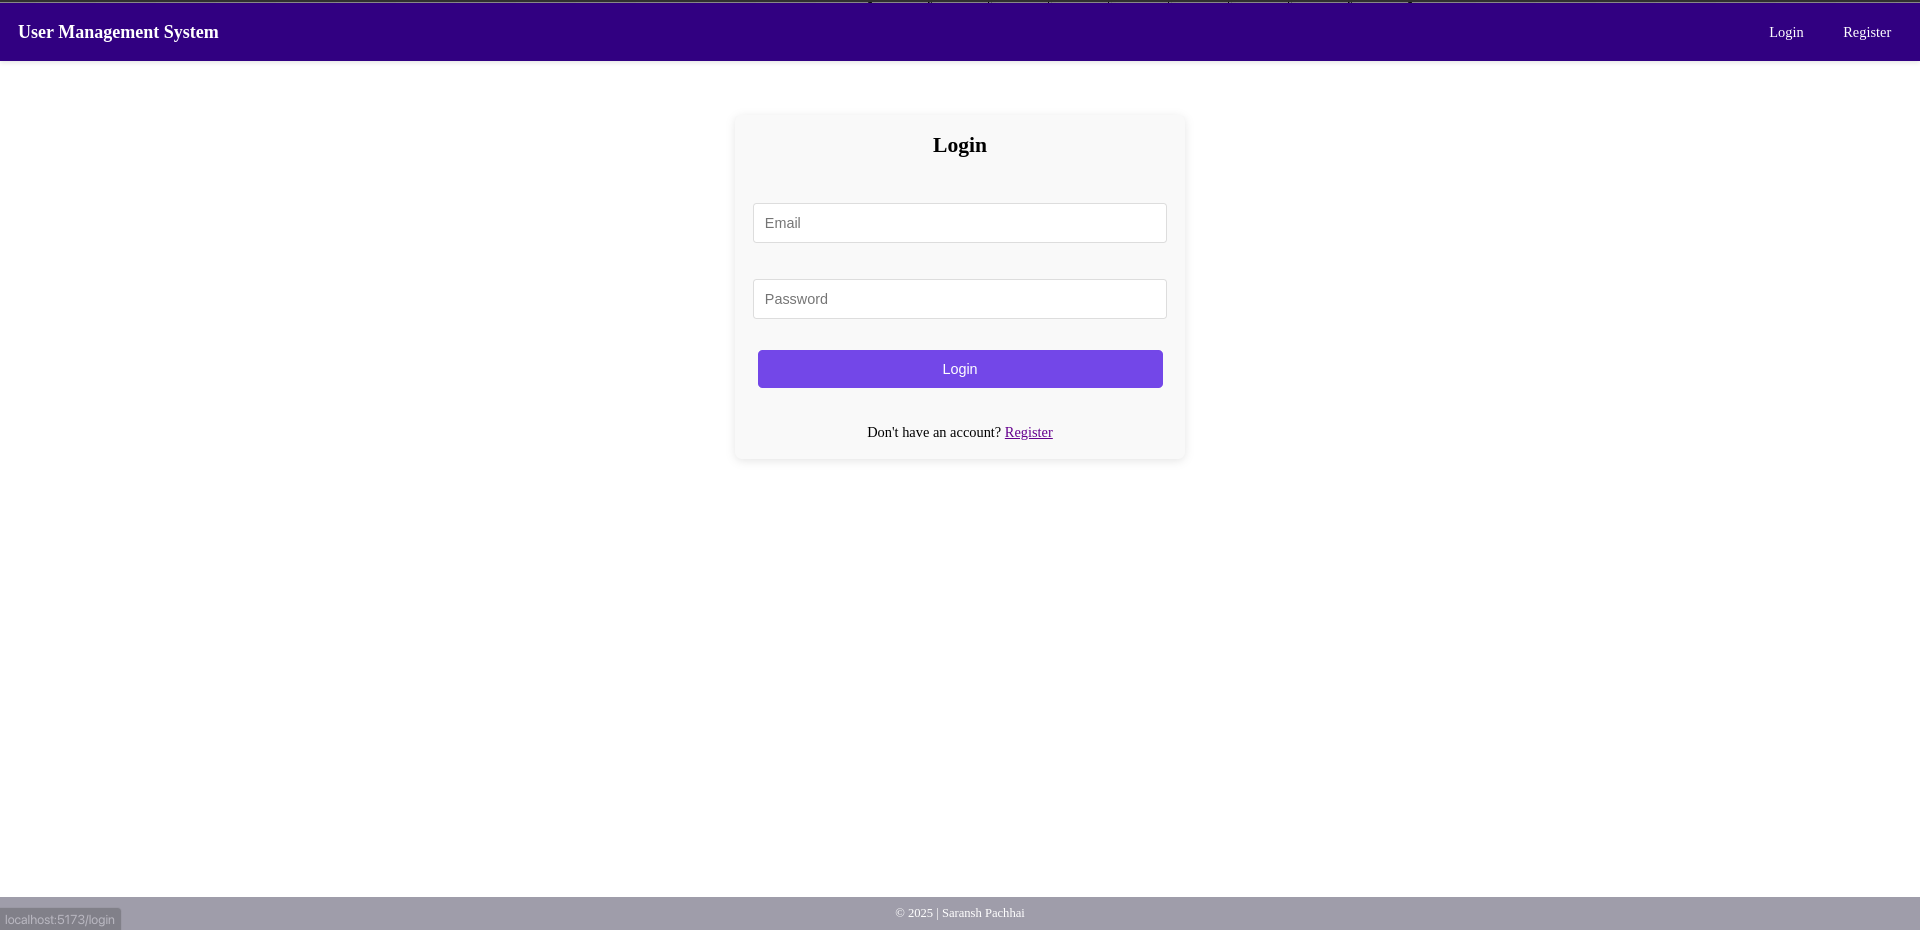 User Management System
Login
Register
Login
Email
Password
Login
Don't have an account? Register
© 2025 | Saransh Pachhai
localhost:5173/login